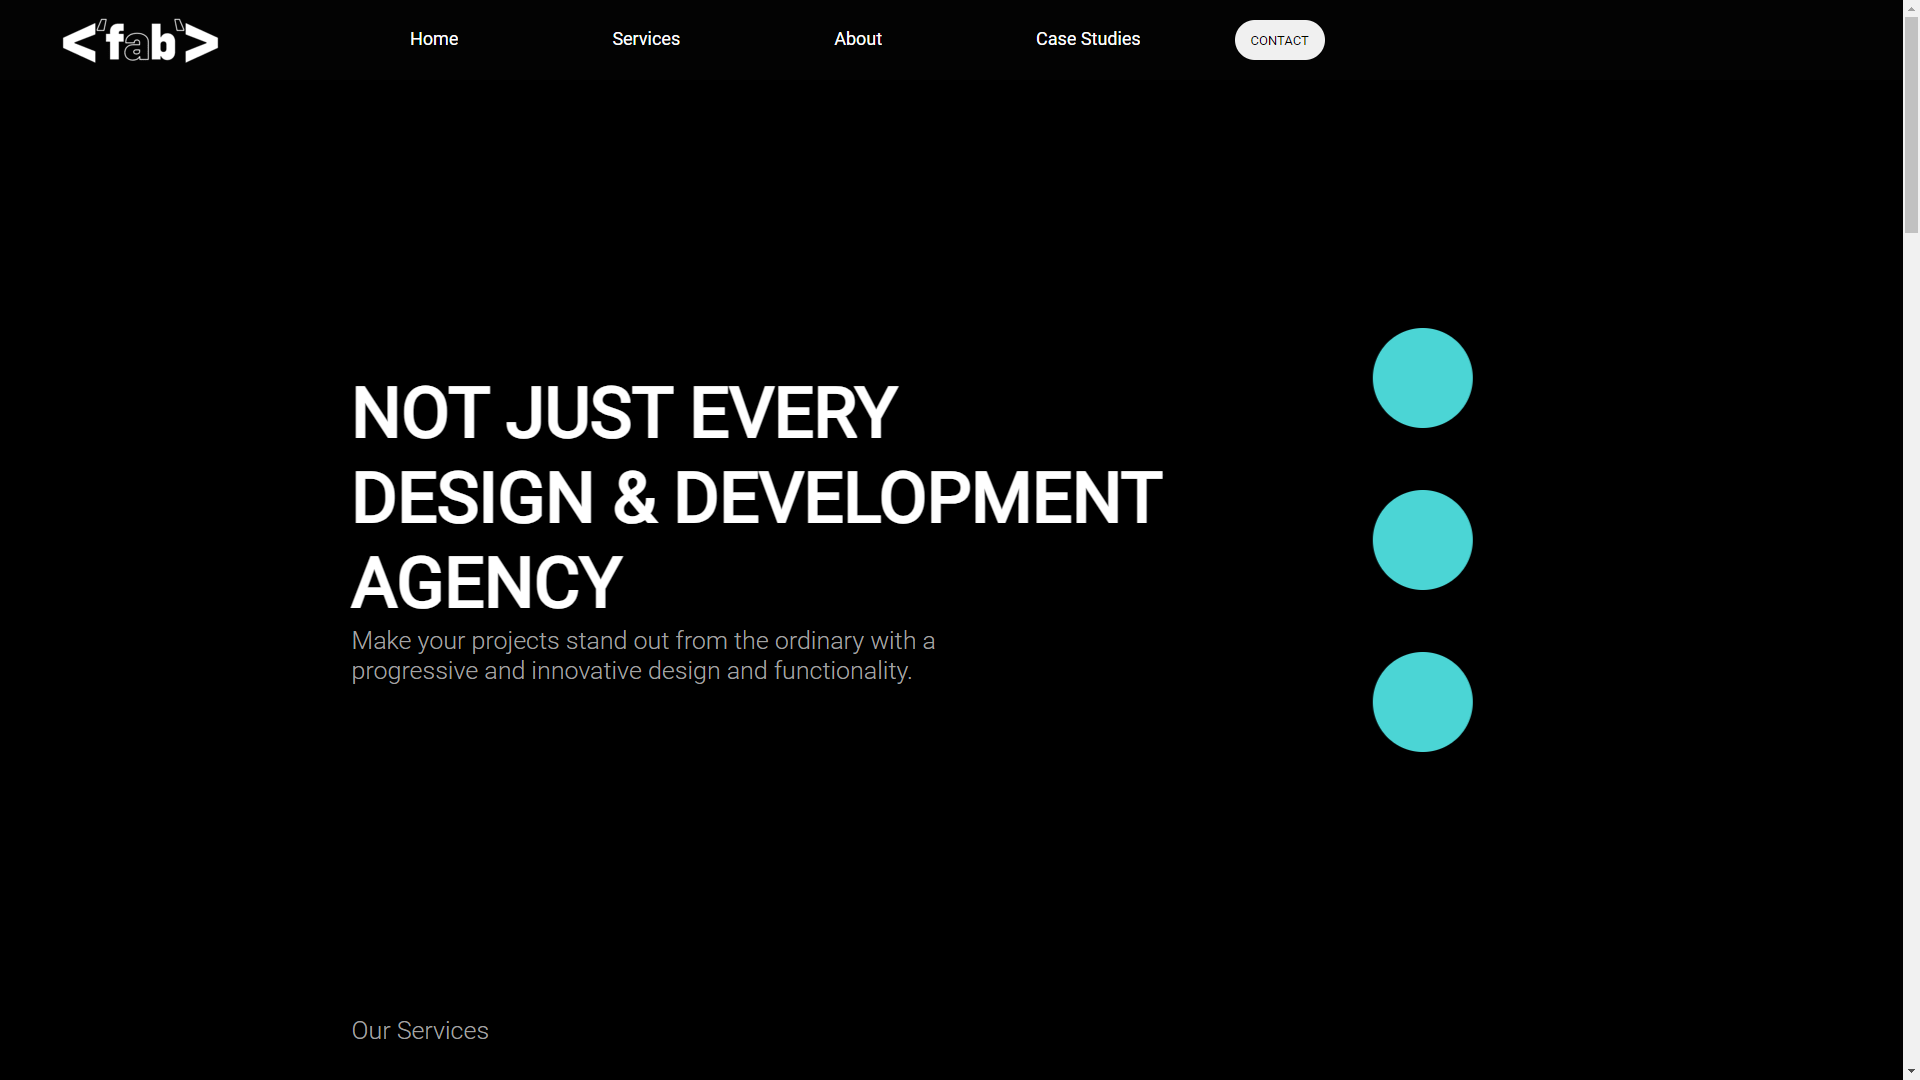 <'fab'>
Home
Services
About
Case Studies
CONTACT
NOT JUST EVERY
DESIGN & DEVELOPMENT
AGENCY
Make your projects stand out from the ordinary with a
progressive and innovative design and functionality.
Our Services